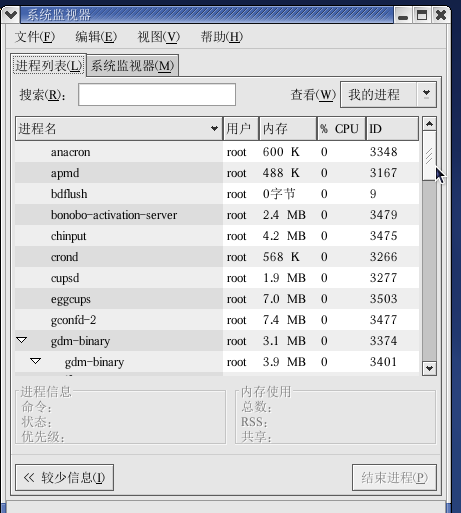 系统监视器
文件(F) 编辑(E) 视图(V) 帮助(H)
进程列表(L) 系统监视器(M)
搜索(R): 查看(W) 我的进程
进程名 用户 内存 % CPU ID
anacron root 600 K 0 3348
apmd root 488 K 0 3167
bdflush root 0字节 0 9
bonobo-activation-server root 2.4 MB 0 3479
chinput root 4.2 MB 0 3475
crond root 568 K 0 3266
cupsd root 1.9 MB 0 3277
eggcups root 7.0 MB 0 3503
gconfd-2 root 7.4 MB 0 3477
gdm-binary root 3.1 MB 0 3374
gdm-binary root 3.9 MB 0 3401
进程信息 内存使用
命令: 总数:
状态: RSS:
优先级: 共享:
<< 较少信息(I) 结束进程(P)